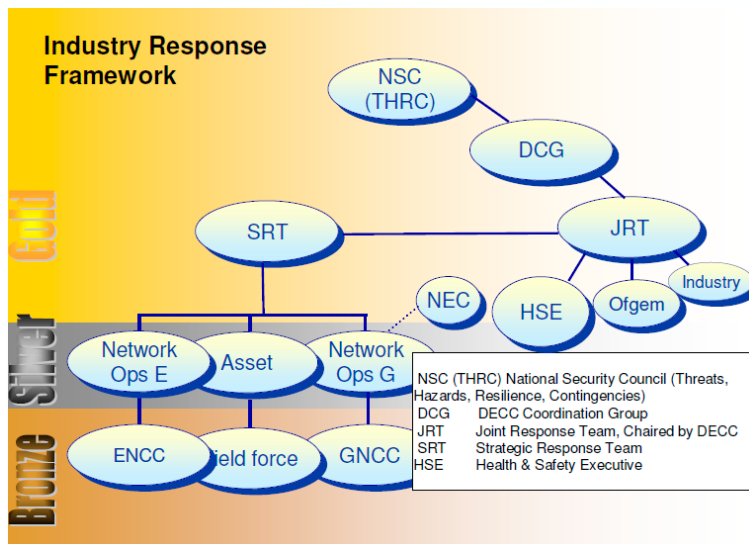 Industry Response
Framework
NSC
(THRC)
DCG
SRT
JRT
NEC
HSE
Ofgem
Industry
Gold
Silver
Bronze
Network
Ops E
Asset
Network
Ops G
ENCC
ield force
GNCC
NSC (THRC) National Security Council (Threats,
Hazards, Resilience, Contingencies)
DCG DECC Coordination Group
JRT Joint Response Team, Chaired by DECC
SRT Strategic Response Team
HSE Health & Safety Executive